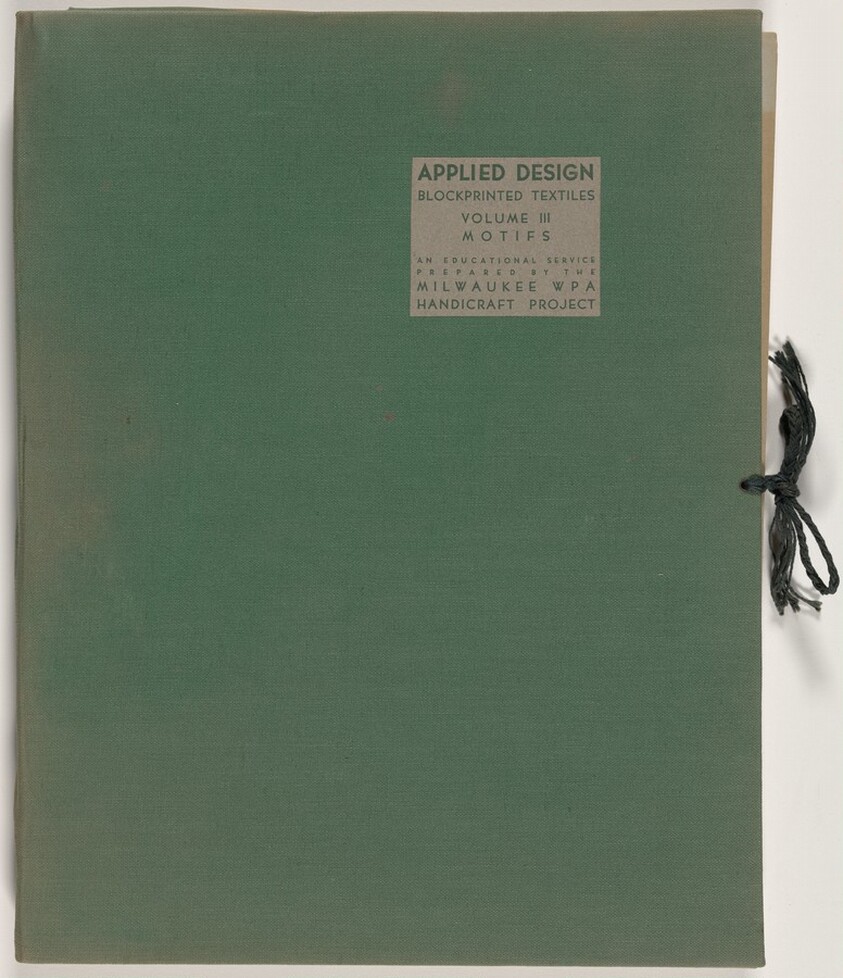 APPLIED DESIGN
BLOCKPRINTED TEXTILES
VOLUME III
MOTIFS
AN EDUCATIONAL SERVICE
PREPARED BY THE
MILWAUKEE WPA
HANDICRAFT PROJECT